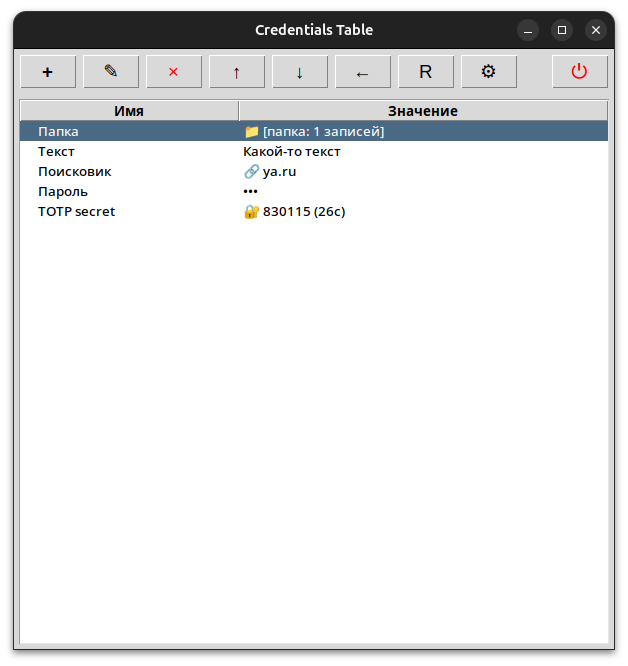 Credentials Table
+ ✎ × ↑ ↓ ← R ⚙ ⏻
Имя Значение
Папка 📁 [папка: 1 записей]
Текст Какой-то текст
Поисковик 🔗 ya.ru
Пароль •••
TOTP secret 🔐 830115 (26с)